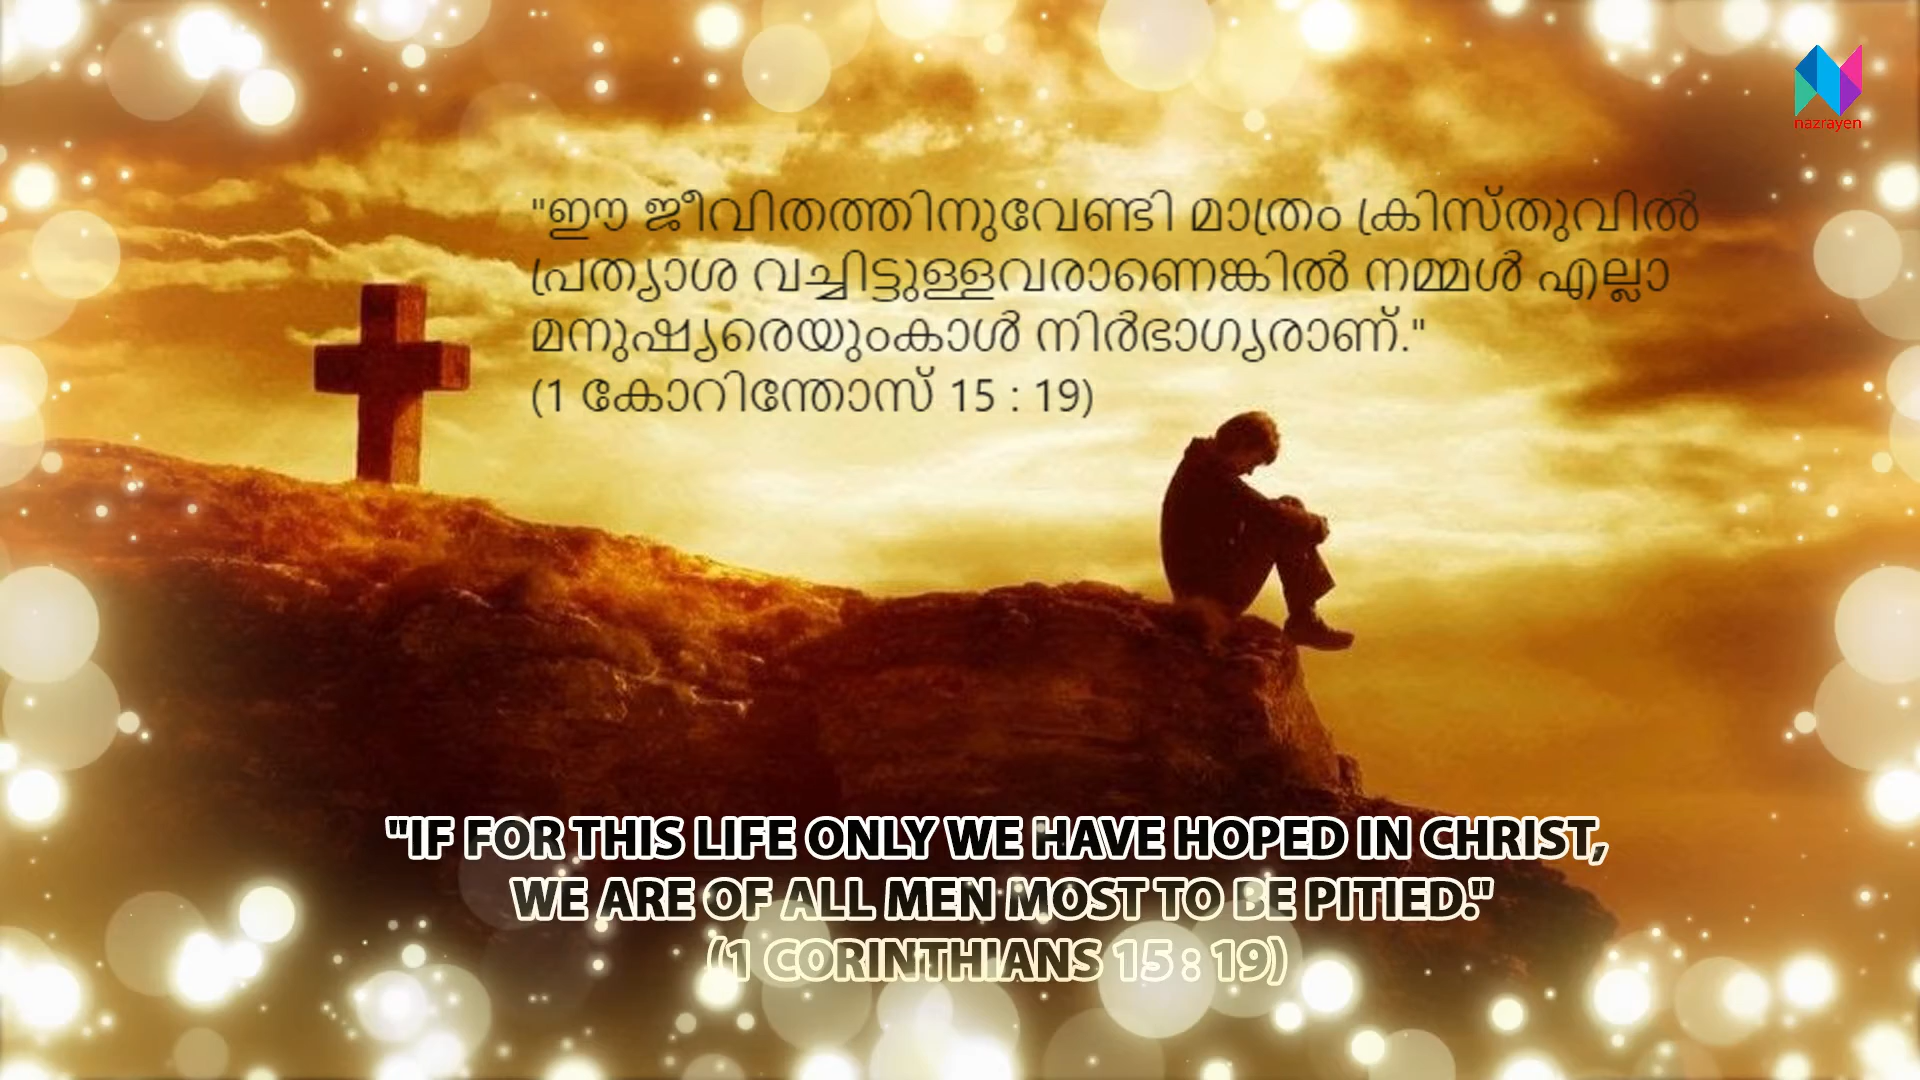 nazrayen
"ഈ ജീവിതത്തിനുവേണ്ടി മാത്രം ക്രിസ്തുവിൽ
പ്രത്യാശ വച്ചിട്ടുള്ളവരാണെങ്കിൽ നമ്മൾ എല്ലാ
മനുഷ്യരെയുംകാൾ നിർഭാഗ്യരാണ്."
(1 കോറിന്തോസ് 15 : 19)
"IF FOR THIS LIFE ONLY WE HAVE HOPED IN CHRIST,
WE ARE OF ALL MEN MOST TO BE PITIED."
(1 CORINTHIANS 15 : 19)